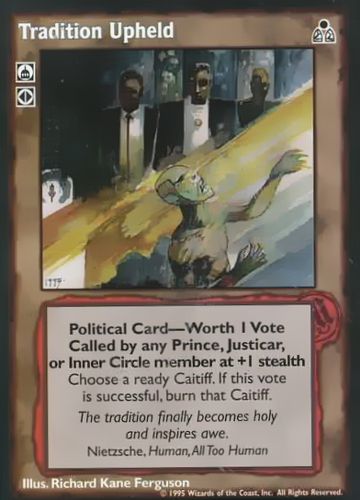 Tradition Upheld
1995
Political Card—Worth 1 Vote
Called by any Prince, Justicar,
or Inner Circle member at +1 stealth
Choose a ready Caitiff. If this vote
is successful, burn that Caitiff.
The tradition finally becomes holy
and inspires awe.
Nietzsche, Human, All Too Human
Illus. Richard Kane Ferguson
© 1995 Wizards of the Coast, Inc. All Rights Reserved.